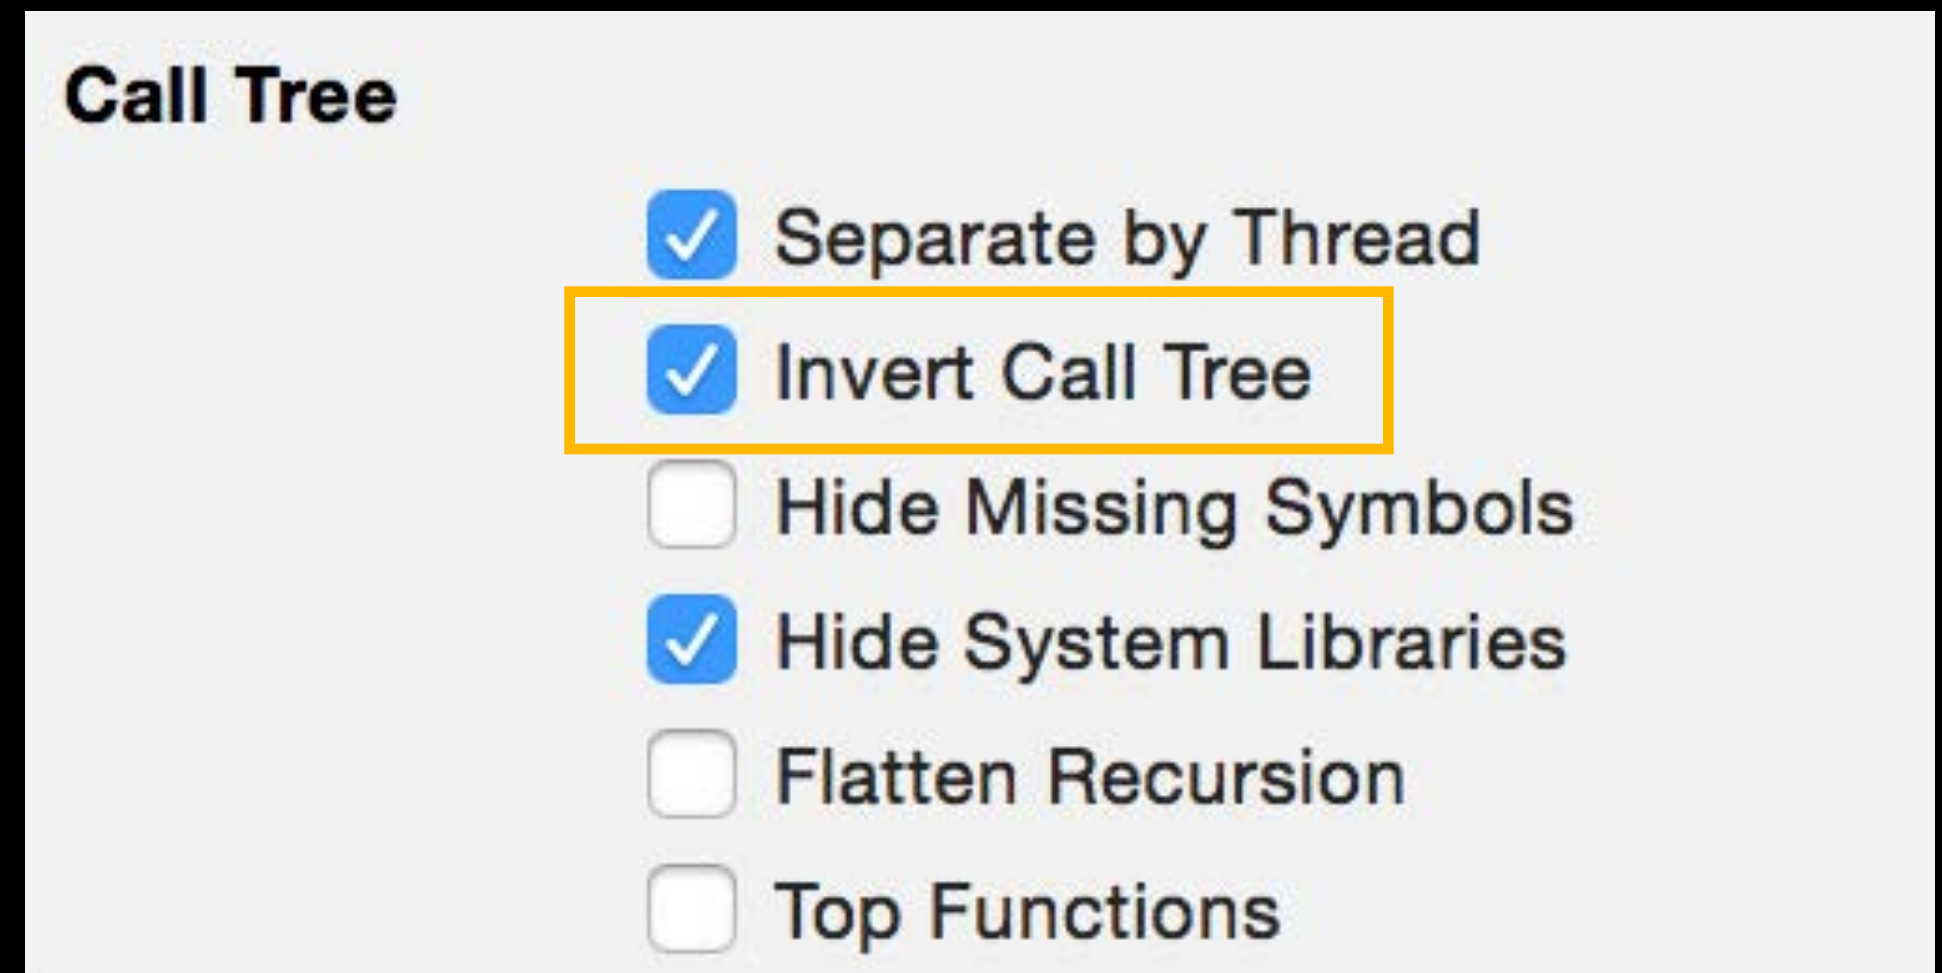 Call Tree
Separate by Thread
Invert Call Tree
Hide Missing Symbols
Hide System Libraries
Flatten Recursion
Top Functions